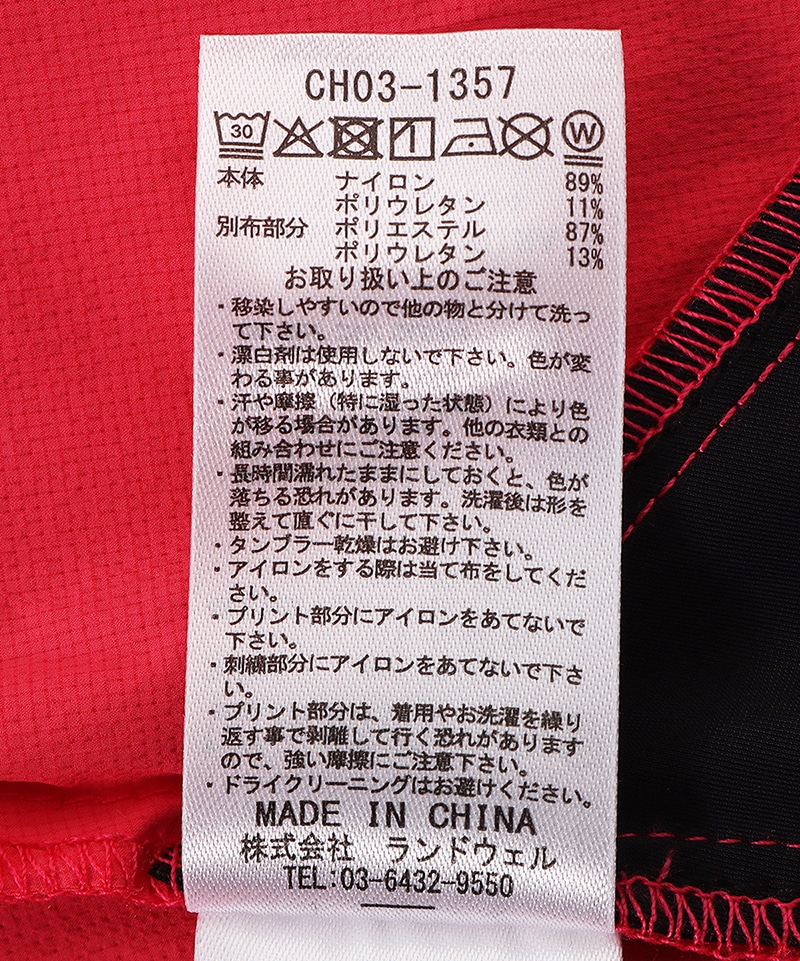 CH03-1357
30 W
本体 ナイロン 89%
ポリウレタン 11%
別布部分 ポリエステル 87%
ポリウレタン 13%
お取り扱い上のご注意
・移染しやすいので他の物と分けて洗っ
て下さい。
・漂白剤は使用しないで下さい。色が変
わる事があります。
・汗や摩擦（特に湿った状態）により色
が移る場合があります。他の衣類との
組み合わせにご注意ください。
・長時間濡れたままにしておくと、色が
落ちる恐れがあります。洗濯後は形を
整えて直ぐに干して下さい。
・タンブラー乾燥はお避け下さい。
・アイロンをする際は当て布をしてくだ
さい。
・プリント部分にアイロンをあてないで
下さい。
・刺繍部分にアイロンをあてないで下さ
い。
・プリント部分は、着用やお洗濯を繰り
返す事で剥離して行く恐れがあります
ので、強い摩擦にご注意下さい。
・ドライクリーニングはお避けください。
MADE IN CHINA
株式会社 ランドウェル
TEL:03-6432-9550